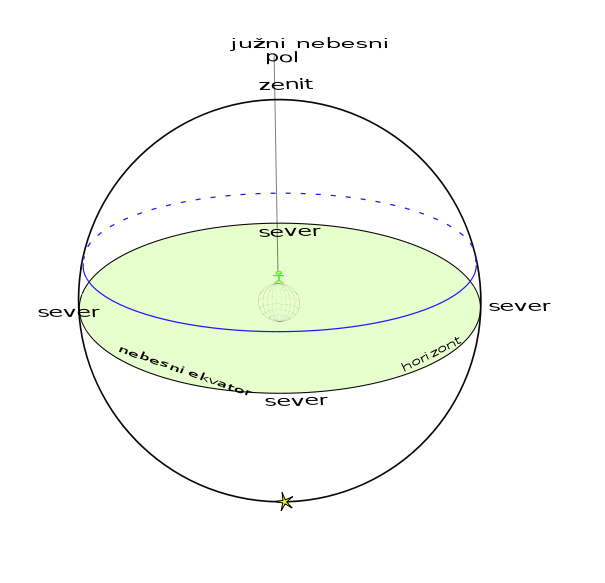 južni nebesni
pol
zenit
sever
sever
sever
nebesni ekvator
horizont
sever